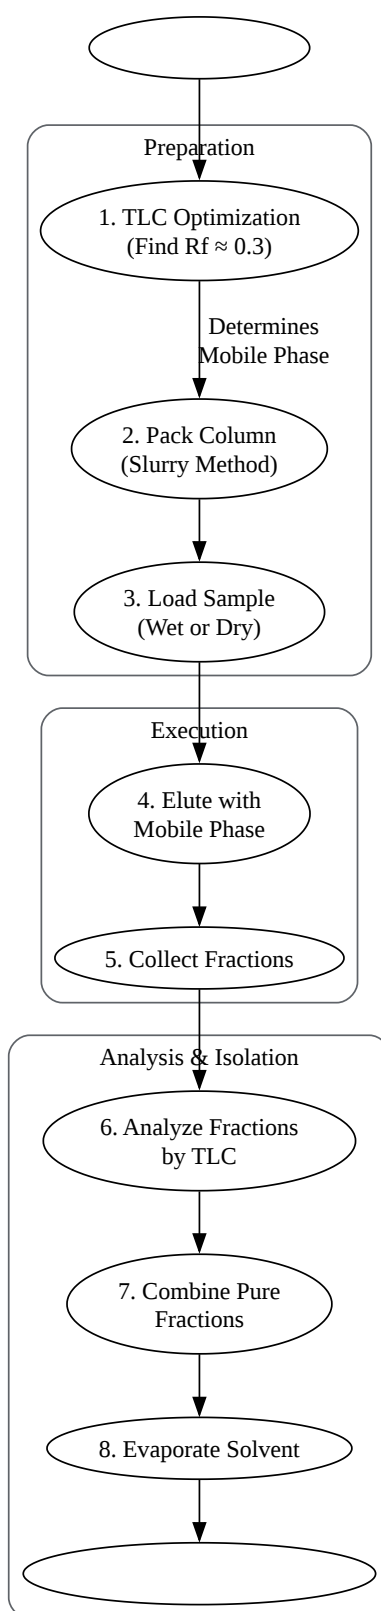 Preparation
1. TLC Optimization
(Find Rf ≈ 0.3)
Determines
Mobile Phase
2. Pack Column
(Slurry Method)
3. Load Sample
(Wet or Dry)
Execution
4. Elute with
Mobile Phase
5. Collect Fractions
Analysis & Isolation
6. Analyze Fractions
by TLC
7. Combine Pure
Fractions
8. Evaporate Solvent